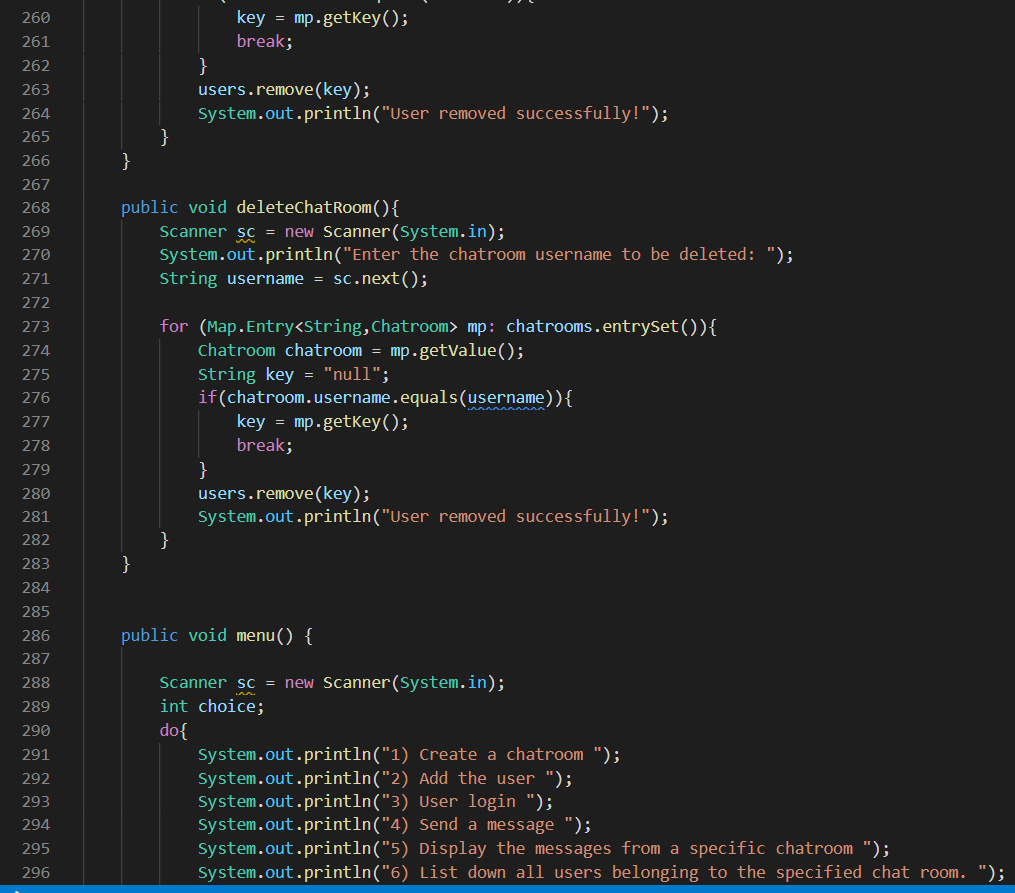 260 key = mp.getKey();
261 break;
262 }
263 users.remove(key);
264 System.out.println("User removed successfully!");
265 }
266 }
267
268 public void deleteChatRoom(){
269 Scanner sc = new Scanner(System.in);
270 System.out.println("Enter the chatroom username to be deleted: ");
271 String username = sc.next();
272
273 for (Map.Entry<String,Chatroom> mp: chatrooms.entrySet()){
274 Chatroom chatroom = mp.getValue();
275 String key = "null";
276 if(chatroom.username.equals(username)){
277 key = mp.getKey();
278 break;
279 }
280 users.remove(key);
281 System.out.println("User removed successfully!");
282 }
283 }
284
285
286 public void menu() {
287
288 Scanner sc = new Scanner(System.in);
289 int choice;
290 do{
291 System.out.println("1) Create a chatroom ");
292 System.out.println("2) Add the user ");
293 System.out.println("3) User login ");
294 System.out.println("4) Send a message ");
295 System.out.println("5) Display the messages from a specific chatroom ");
296 System.out.println("6) List down all users belonging to the specified chat room. ");